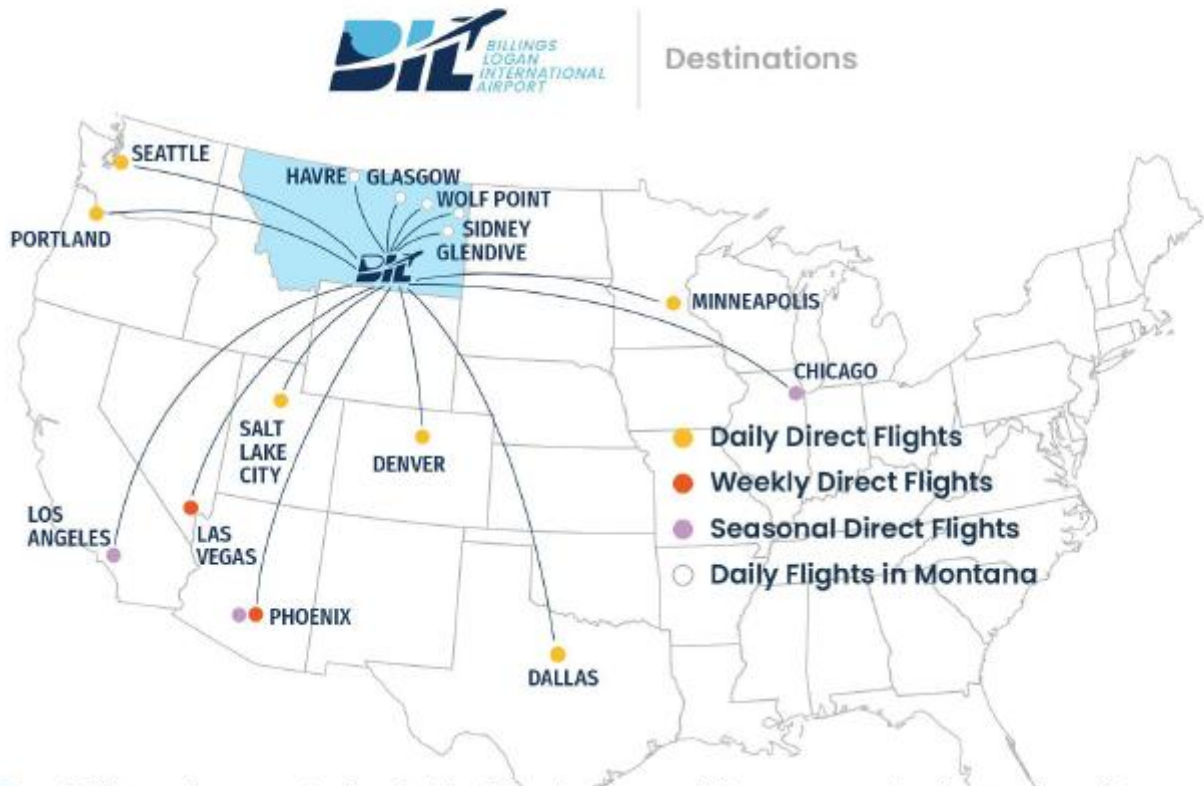 BIL BILLINGS
LOGAN
INTERNATIONAL
AIRPORT
Destinations
SEATTLE
HAVRE
GLASGOW
WOLF POINT
SIDNEY
GLENDIVE
PORTLAND
BIL
MINNEAPOLIS
CHICAGO
SALT
LAKE
CITY
DENVER
LOS
ANGELES
LAS
VEGAS
PHOENIX
DALLAS
Daily Direct Flights
Weekly Direct Flights
Seasonal Direct Flights
Daily Flights in Montana